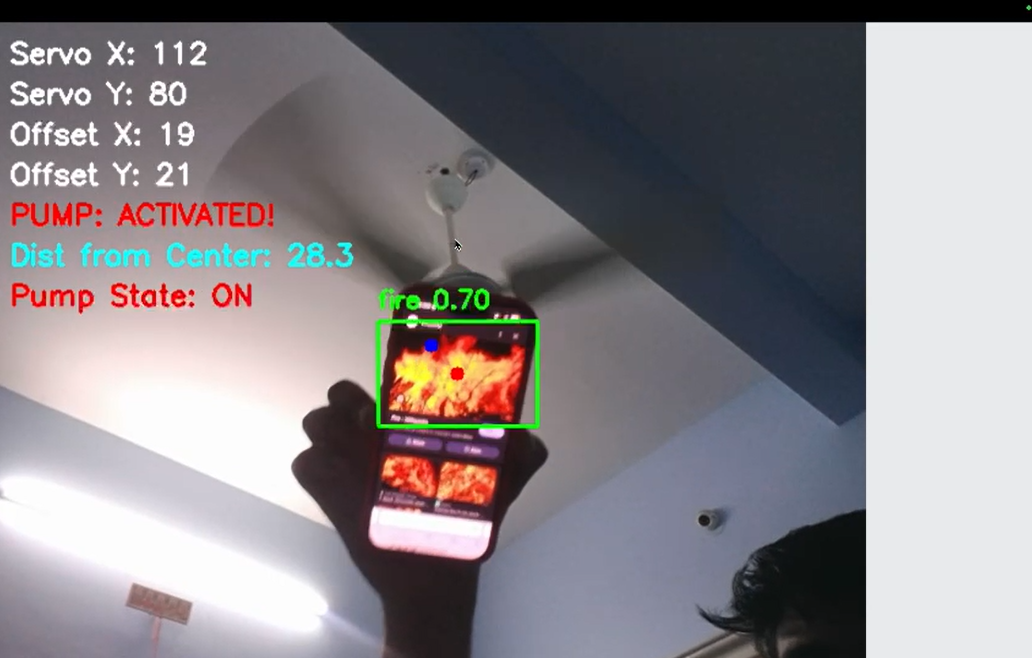 Servo X: 112
Servo Y: 80
Offset X: 19
Offset Y: 21
PUMP: ACTIVATED!
Dist from Center: 28.3
Pump State: ON
fire 0.70